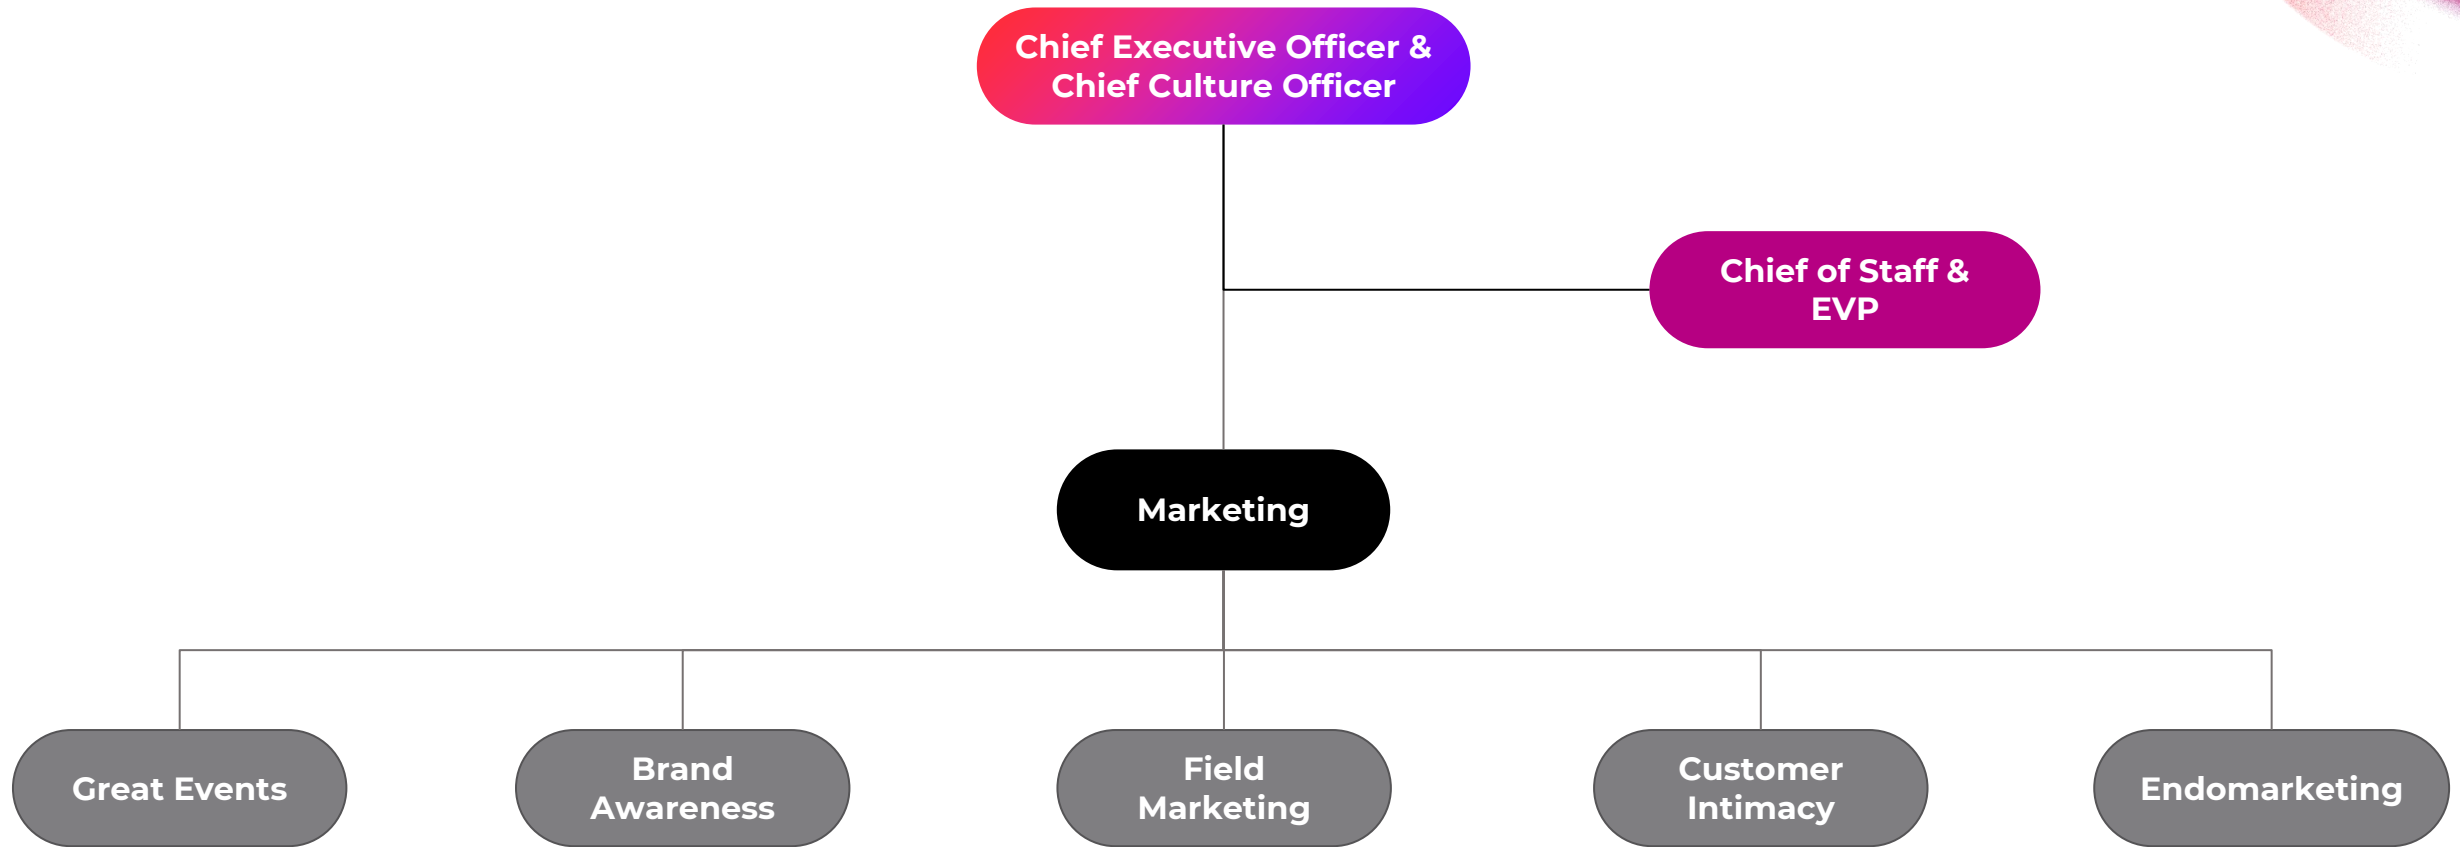 Chief Executive Officer &
Chief Culture Officer
Chief of Staff &
EVP
Marketing
Great Events
Brand
Awareness
Field
Marketing
Customer
Intimacy
Endomarketing